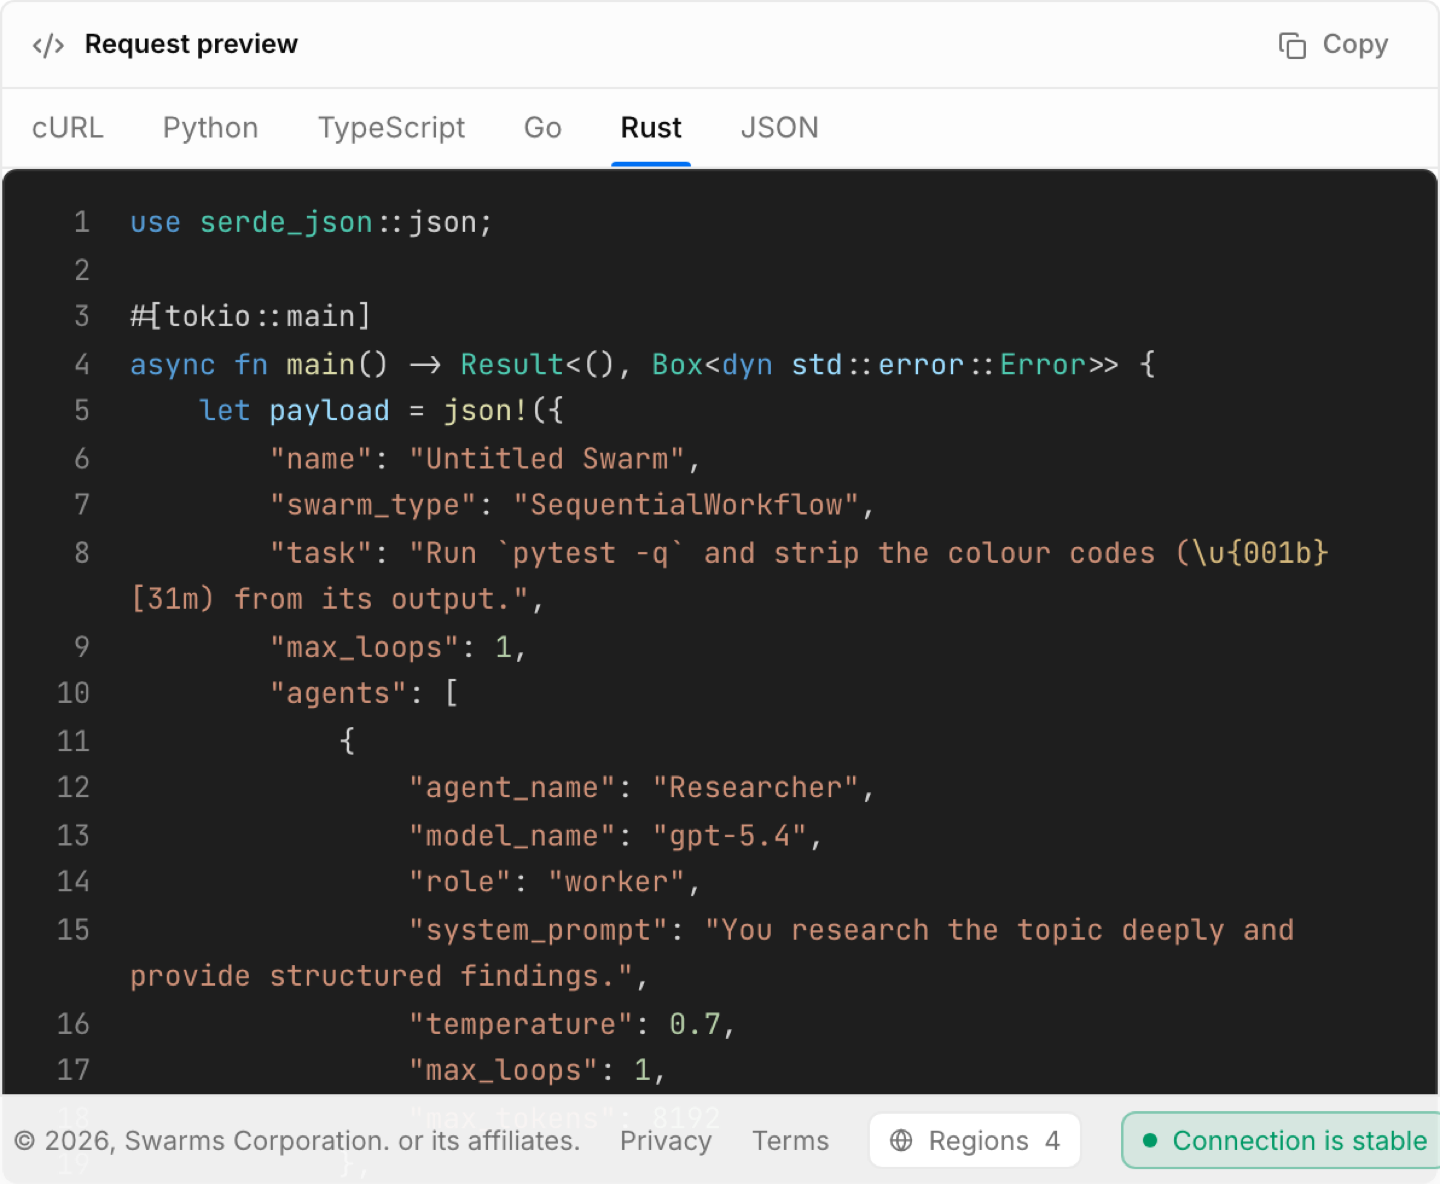 Request preview
Copy
cURL Python TypeScript Go Rust JSON
1 use serde_json::json;
2
3 #[tokio::main]
4 async fn main() -> Result<(), Box<dyn std::error::Error>> {
5     let payload = json!({
6         "name": "Untitled Swarm",
7         "swarm_type": "SequentialWorkflow",
8         "task": "Run `pytest -q` and strip the colour codes (\u{001b}
[31m) from its output.",
9         "max_loops": 1,
10         "agents": [
11             {
12                 "agent_name": "Researcher",
13                 "model_name": "gpt-5.4",
14                 "role": "worker",
15                 "system_prompt": "You research the topic deeply and
provide structured findings.",
16                 "temperature": 0.7,
17                 "max_loops": 1,
18                 "max_tokens": 8192
19             },
© 2026, Swarms Corporation. or its affiliates. Privacy Terms Regions 4 Connection is stable